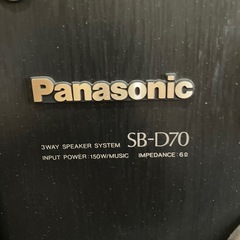 Panasonic
3WAY SPEAKER SYSTEM SB-D70
INPUT POWER : 150W/MUSIC IMPEDANCE : 6Ω